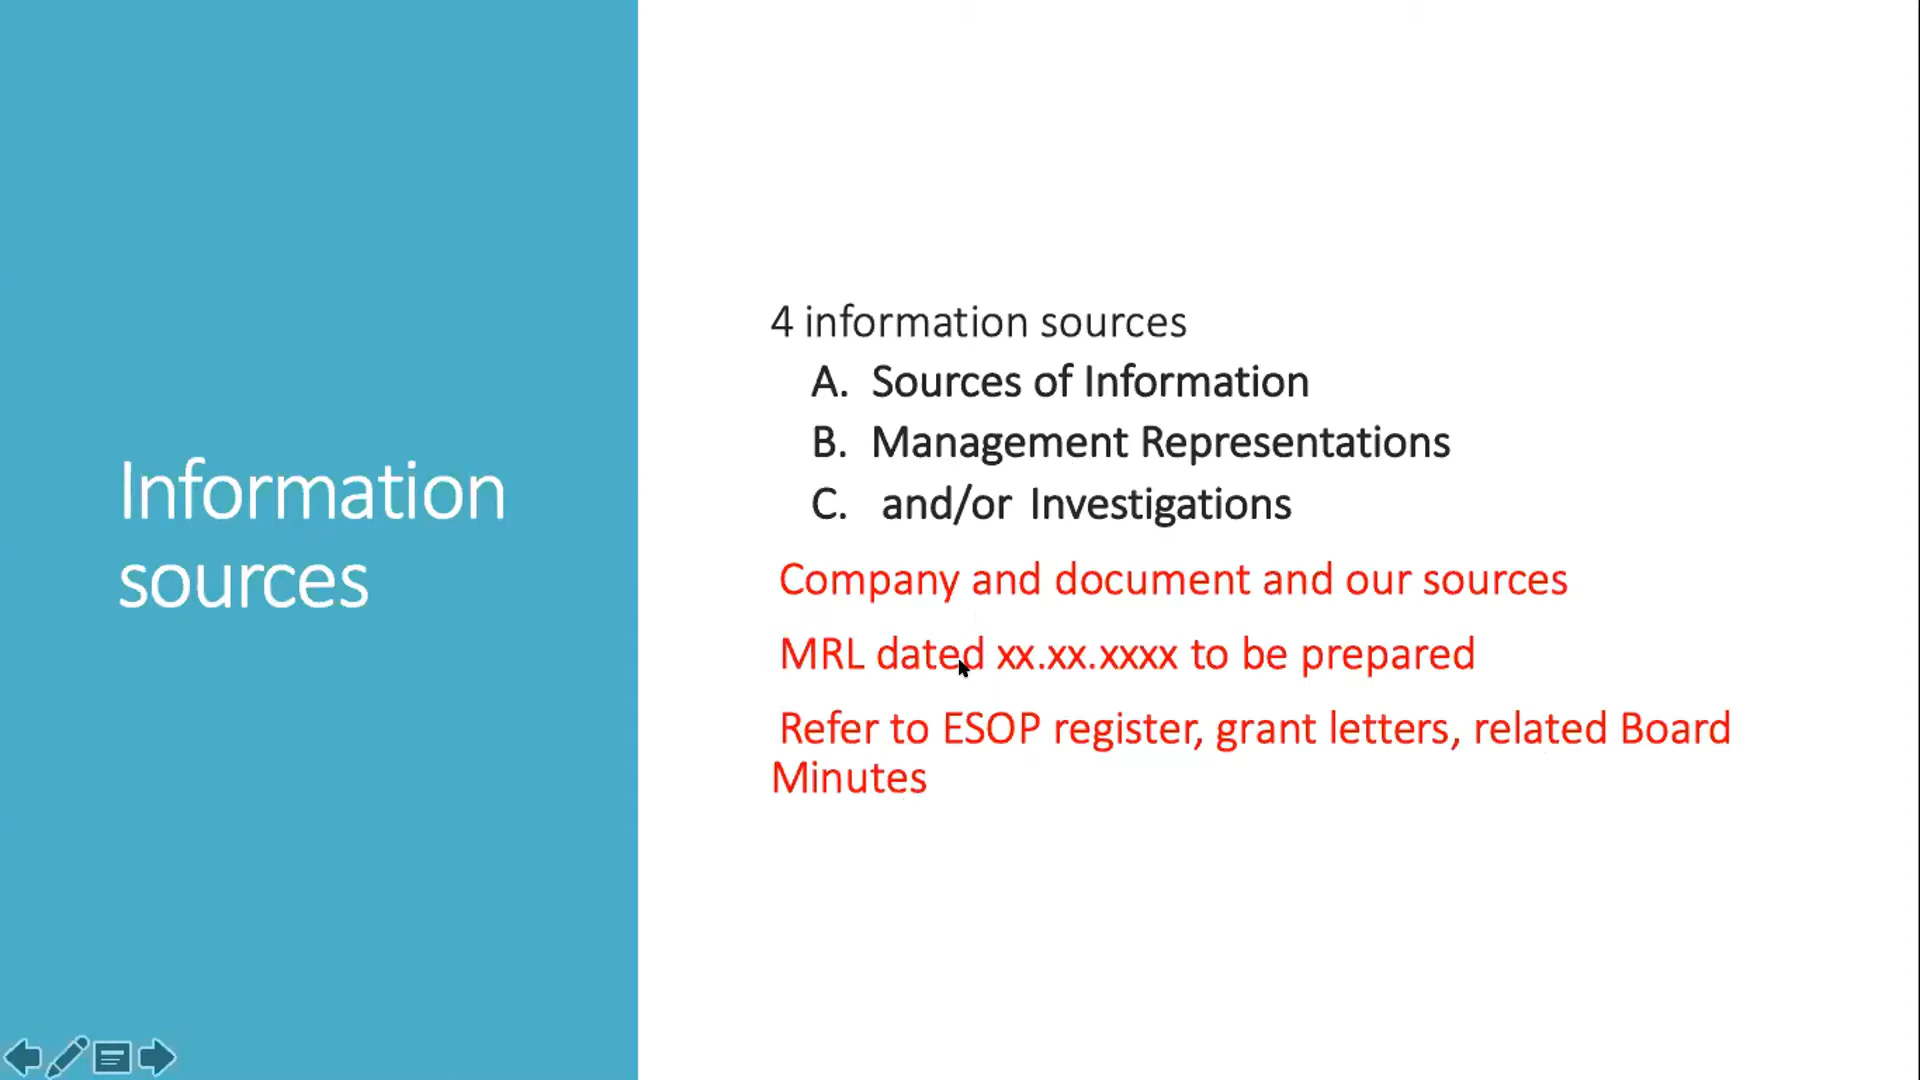 Information
sources
4 information sources
A. Sources of Information
B. Management Representations
C. and/or Investigations
Company and document and our sources
MRL dated xx.xx.xxxx to be prepared
Refer to ESOP register, grant letters, related Board
Minutes